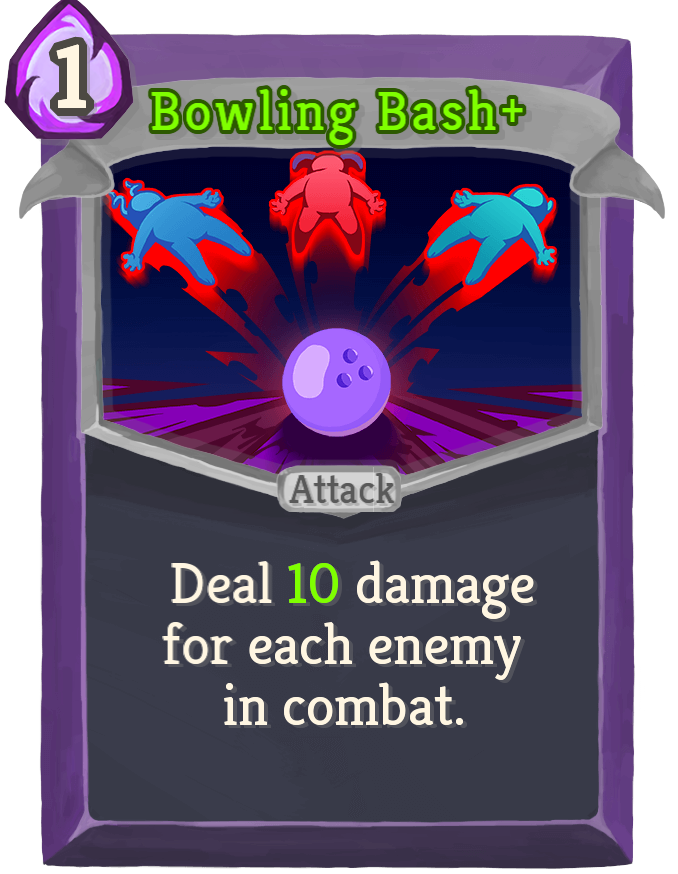 1
Bowling Bash+
Attack
Deal 10 damage
for each enemy
in combat.